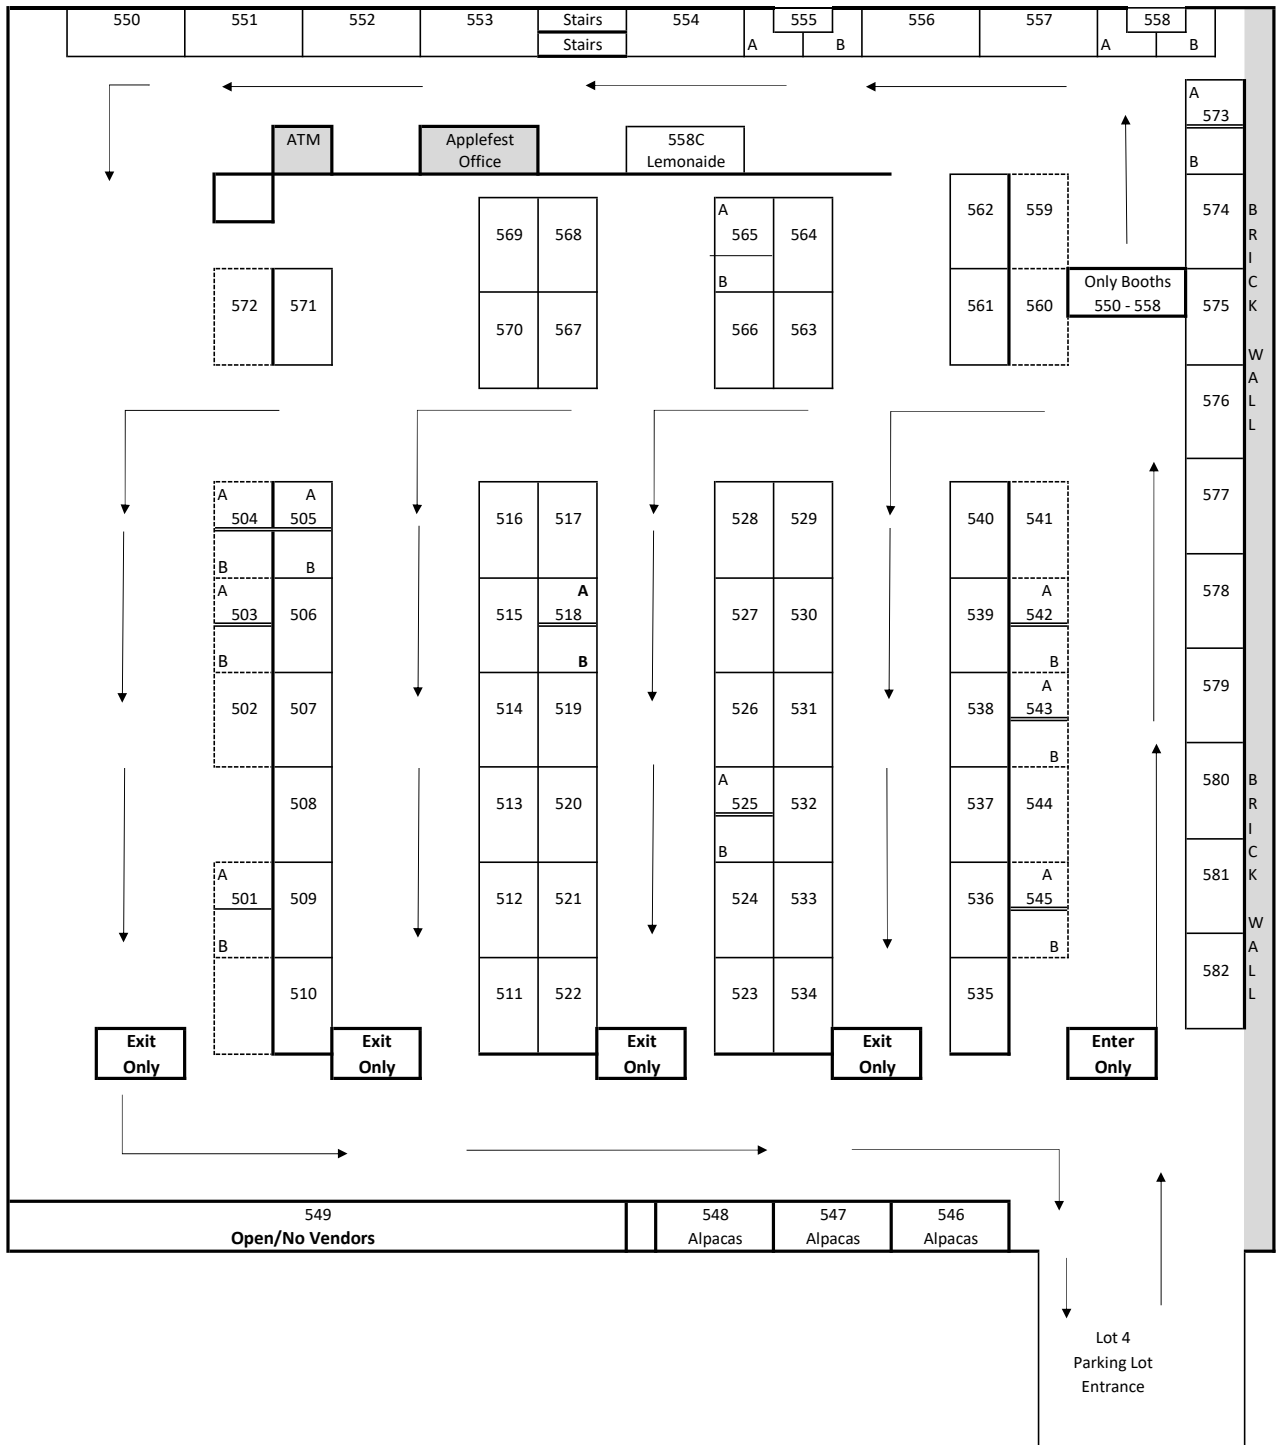 550 551 552 553 Stairs 554 555 556 557 558
Stairs A B A B
A
573
B
ATM Applefest 558C
Office Lemonaide
562 559 574
569 568 A 565 564
B
570 567 566 563
572 571 561 560 Only Booths 575
550 - 558
BRICK WALL
576
577
A A
504 505 516 517 528 529 540 541
B B
578
A A A
503 506 515 518 527 530 539 542
B B B
579
A
502 507 514 519 526 531 538 543
B
A
508 513 520 525 532 537 544 580
B
BRICK WALL
A A
501 509 512 521 524 533 536 545 581
B B
510 511 522 523 534 535 582
Exit Exit Exit Exit Enter
Only Only Only Only Only
549 548 547 546
Open/No Vendors Alpacas Alpacas Alpacas
Lot 4
Parking Lot
Entrance